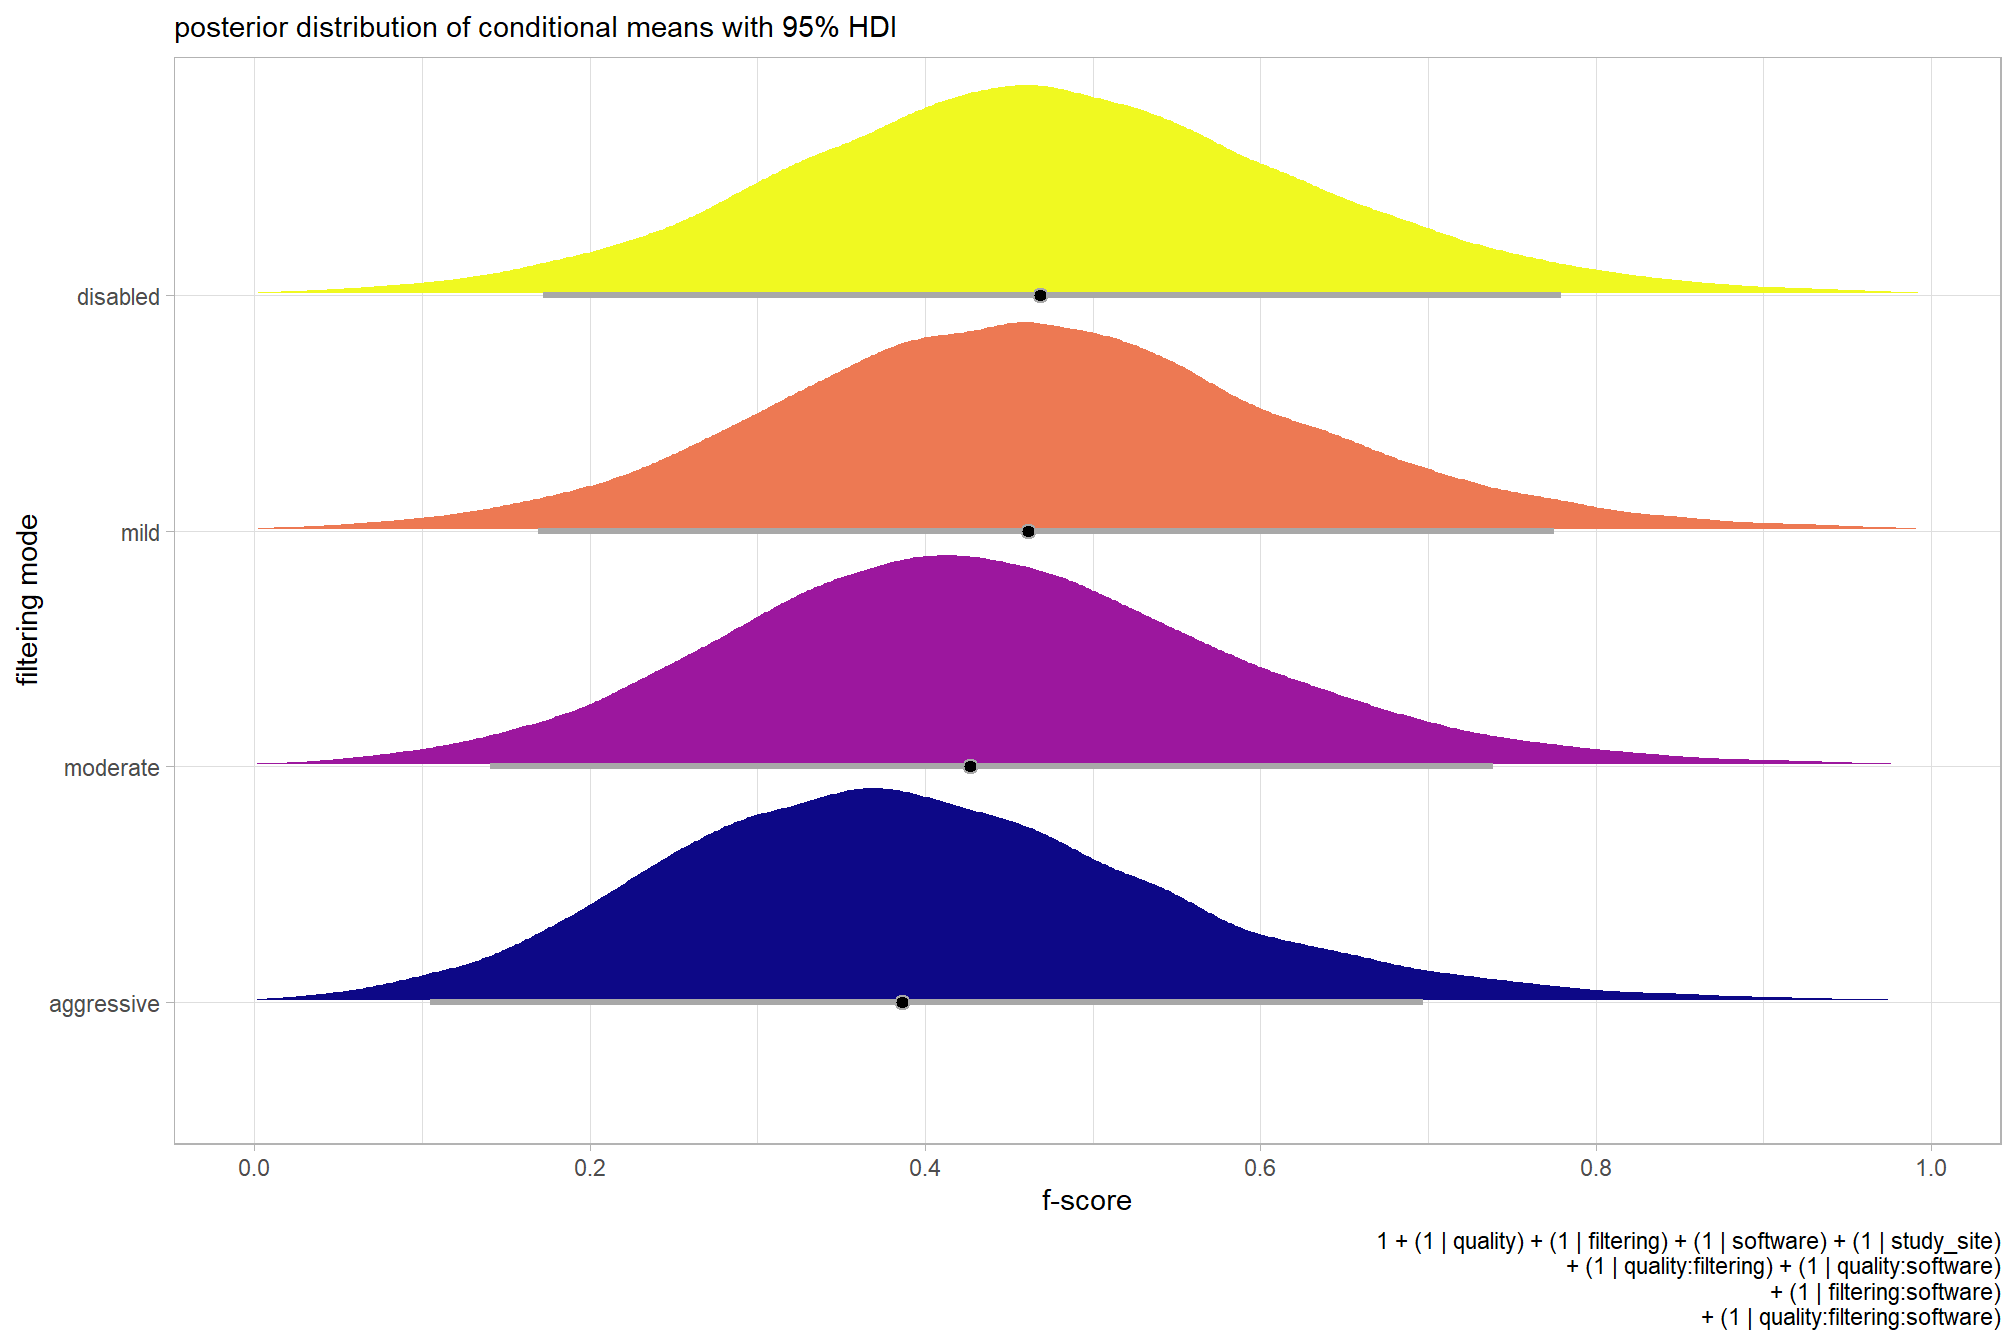 posterior distribution of conditional means with 95% HDI
filtering mode
disabled
mild
moderate
aggressive
0.0 0.2 0.4 0.6 0.8 1.0
f-score
1 + (1 | quality) + (1 | filtering) + (1 | software) + (1 | study_site)
+ (1 | quality:filtering) + (1 | quality:software)
+ (1 | filtering:software)
+ (1 | quality:filtering:software)